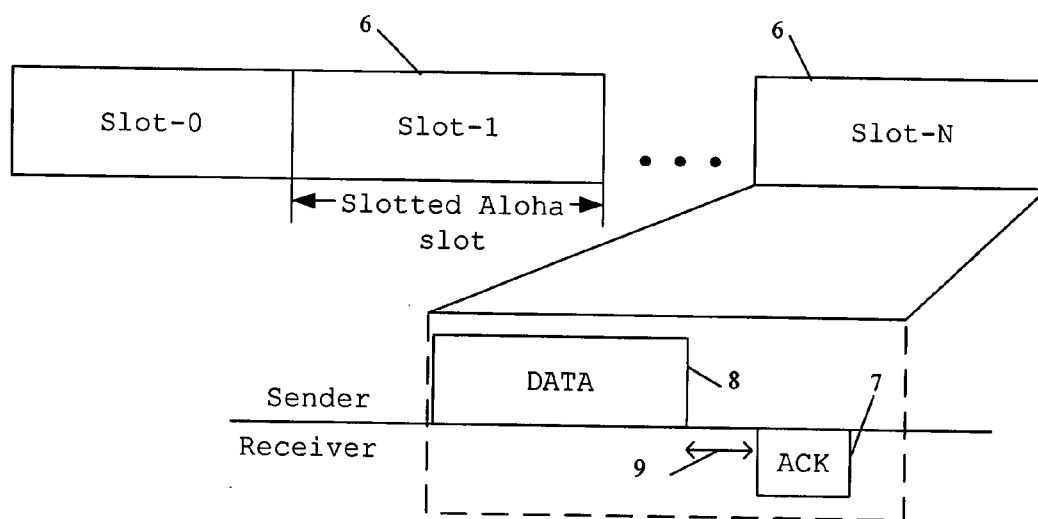 6
6
Slot-0
Slot-1
Slot-N
Slotted Aloha
slot
DATA
8
7
Sender
Receiver
9
ACK